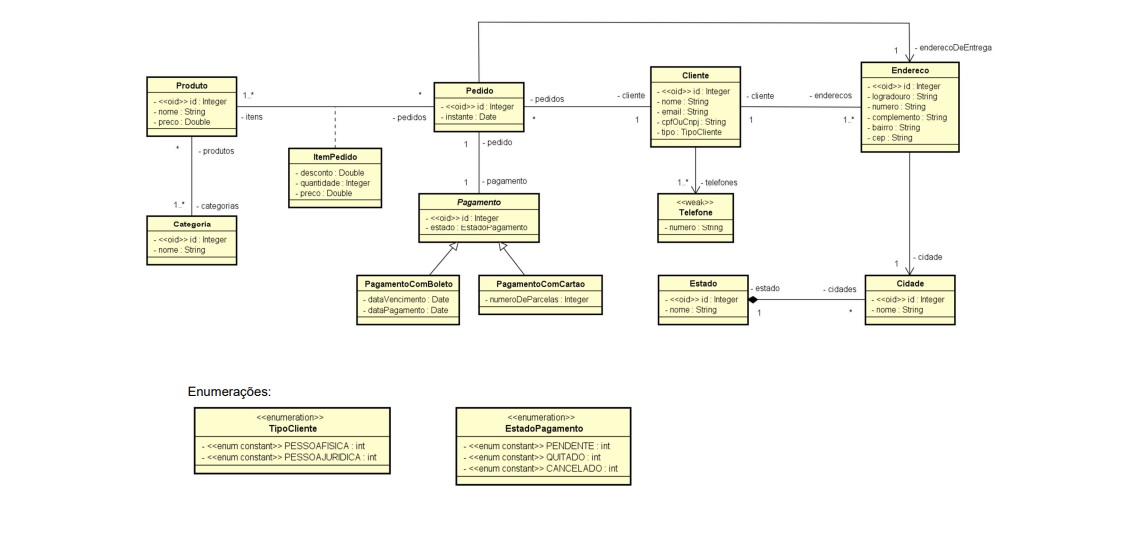 1
- enderecoDeEntrega
Produto
- <<oid>> id : Integer
- nome : String
- preco : Double
1..*
- itens
*
- pedidos
Pedido
- <<oid>> id : Integer
- instante : Date
- pedidos
*
- cliente
1
Cliente
- <<oid>> id : Integer
- nome : String
- email : String
- cpfOuCnpj : String
- tipo : TipoCliente
- cliente
1
- enderecos
1..*
Endereco
- <<oid>> id : Integer
- logradouro : String
- numero : String
- complemento : String
- bairro : String
- cep : String
* - produtos
1..* - categorias
ItemPedido
- desconto : Double
- quantidade : Integer
- preco : Double
1 - pedido
1 - pagamento
Pagamento
- <<oid>> id : Integer
- estado : EstadoPagamento
1..* - telefones
<<weak>>
Telefone
- numero : String
Categoria
- <<oid>> id : Integer
- nome : String
PagamentoComBoleto
- dataVencimento : Date
- dataPagamento : Date
PagamentoComCartao
- numeroDeParcelas : Integer
1 - cidade
Estado
- <<oid>> id : Integer
- nome : String
- estado
1
- cidades
*
Cidade
- <<oid>> id : Integer
- nome : String
Enumerações:
<<enumeration>>
TipoCliente
- <<enum constant>> PESSOAFISICA : int
- <<enum constant>> PESSOAJURIDICA : int
<<enumeration>>
EstadoPagamento
- <<enum constant>> PENDENTE : int
- <<enum constant>> QUITADO : int
- <<enum constant>> CANCELADO : int